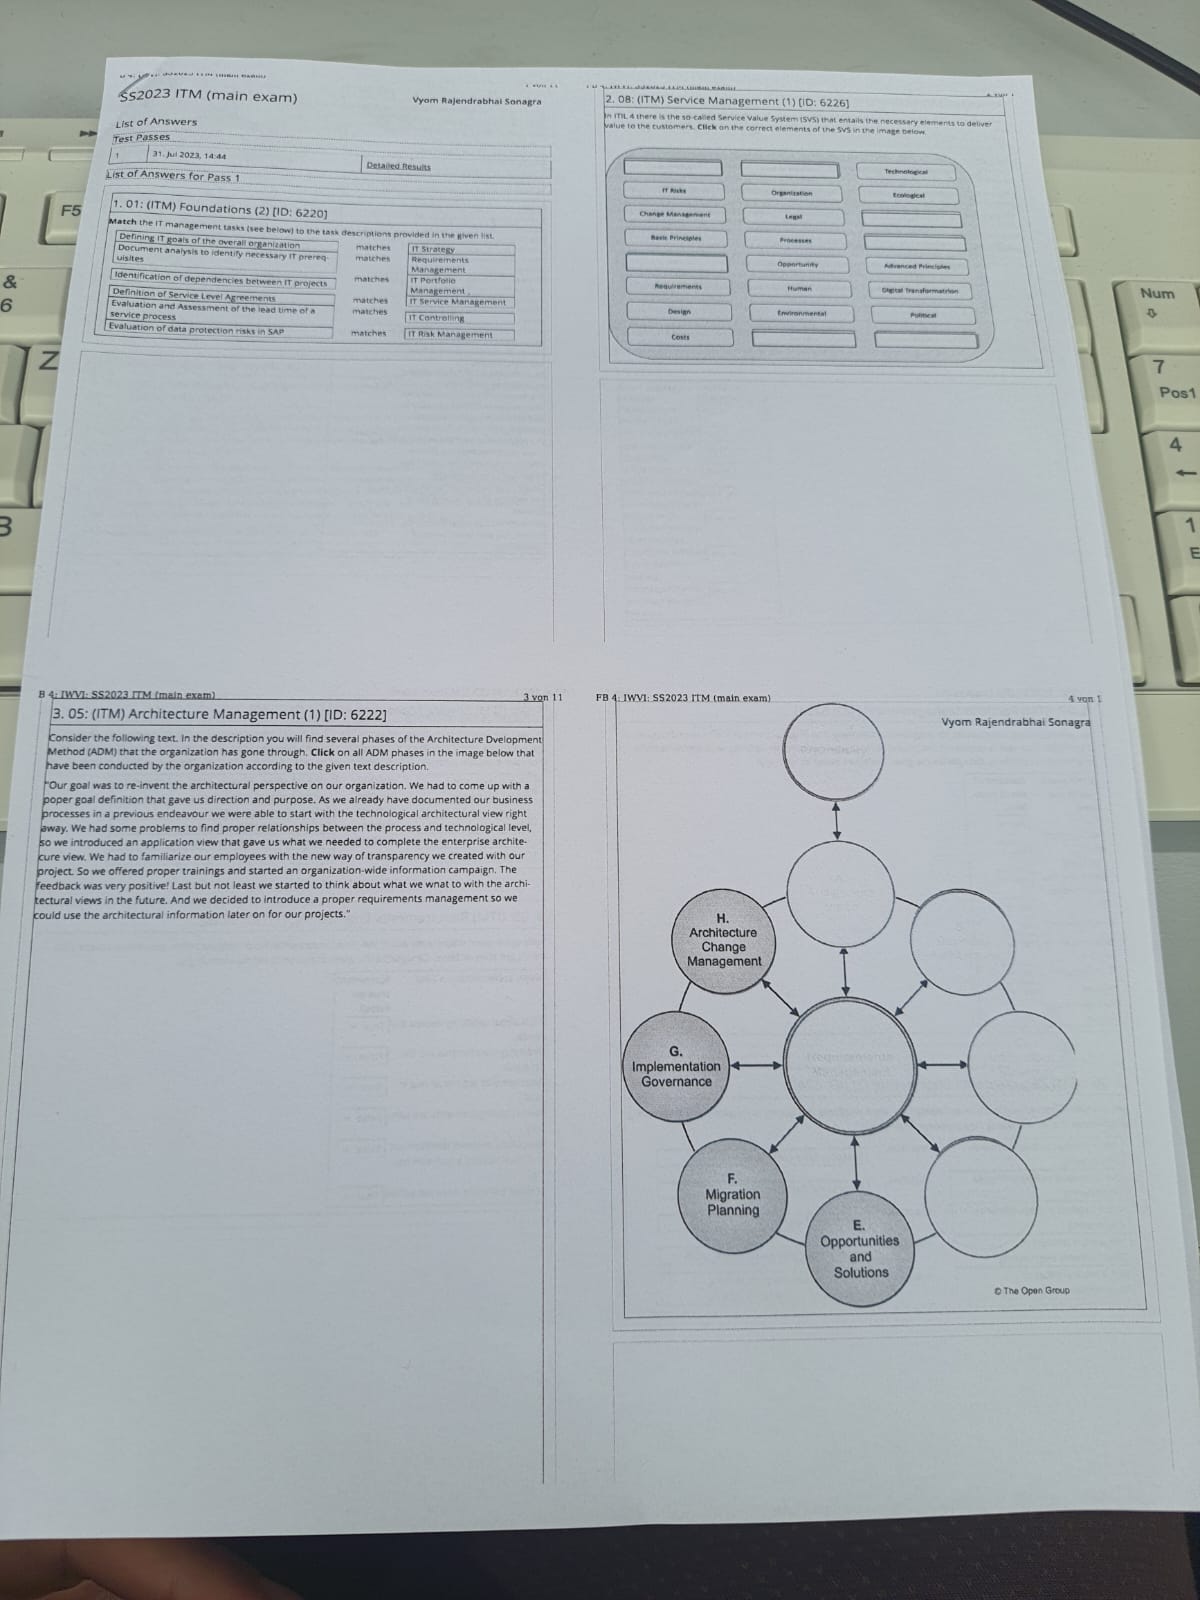 SS2023 ITM (main exam)
Vyom Rajendrabhai Sonagra
List of Answers
Test Passes
1
31. Jul 2023, 14:44
Detailed Results
List of Answers for Pass 1
1. 01: (ITM) Foundations (2) [ID: 6220]
Match the IT management tasks (see below) to the task descriptions provided in the given list.
Defining IT goals of the overall organization
matches
IT Strategy
Document analysis to identify necessary IT prereq-
uisites
matches
Requirements
Management
Identification of dependencies between IT projects
matches
IT Portfolio
Management
Definition of Service Level Agreements
matches
IT Service Management
Evaluation and Assessment of the lead time of a
service process
matches
IT Controlling
Evaluation of data protection risks in SAP
matches
IT Risk Management
2. 08: (ITM) Service Management (1) [ID: 6226]
In ITIL 4 there is the so-called Service Value System (SVS) that entails the necessary elements to deliver
value to the customers. Click on the correct elements of the SVS in the image below.
Technological
IT Risks
Organization
Ecological
Change Management
Legal
Basic Principles
Processes
Opportunity
Advanced Principles
Requirements
Human
Digital Transformatrion
Design
Environmental
Political
Costs
B 4: IWVI: SS2023 ITM (main exam)
3 von 11
3. 05: (ITM) Architecture Management (1) [ID: 6222]
Consider the following text. In the description you will find several phases of the Architecture Dvelopment
Method (ADM) that the organization has gone through. Click on all ADM phases in the image below that
have been conducted by the organization according to the given text description.
"Our goal was to re-invent the architectural perspective on our organization. We had to come up with a
poper goal definition that gave us direction and purpose. As we already have documented our business
processes in a previous endeavour we were able to start with the technological architectural view right
away. We had some problems to find proper relationships between the process and technological level,
so we introduced an application view that gave us what we needed to complete the enterprise archite-
cure view. We had to familiarize our employees with the new way of transparency we created with our
project. So we offered proper trainings and started an organization-wide information campaign. The
feedback was very positive! Last but not least we started to think about what we wnat to with the archi-
tectural views in the future. And we decided to introduce a proper requirements management so we
could use the architectural information later on for our projects."
FB 4: IWVI: SS2023 ITM (main exam)
4 von 1
Vyom Rajendrabhai Sonagra
H.
Architecture
Change
Management
G.
Implementation
Governance
F.
Migration
Planning
E.
Opportunities
and
Solutions
© The Open Group
F5
&
6
Z
B
Num
7
Pos1
4
1
E